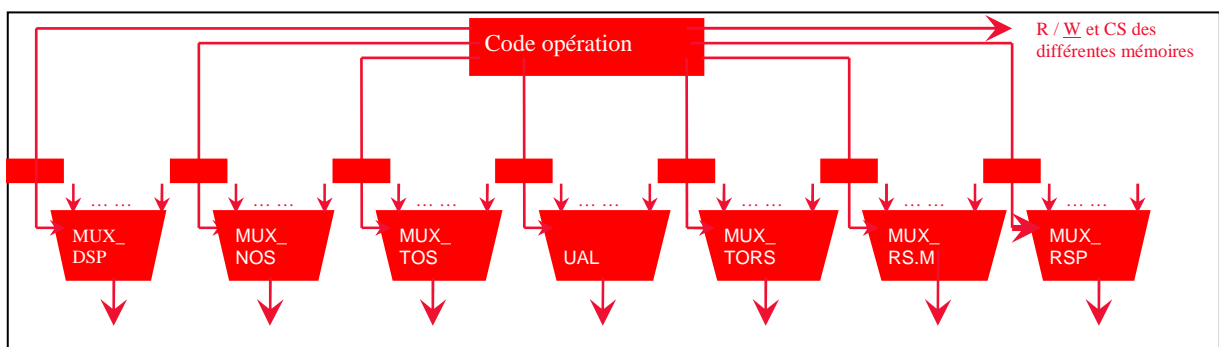 Code opération
R / W et CS des
différentes mémoires
... ... ... ... ... ... ... ... ... ... ... ... ... ...
MUX_
DSP
MUX_
NOS
MUX_
TOS
UAL
MUX_
TORS
MUX_
RS.M
MUX_
RSP